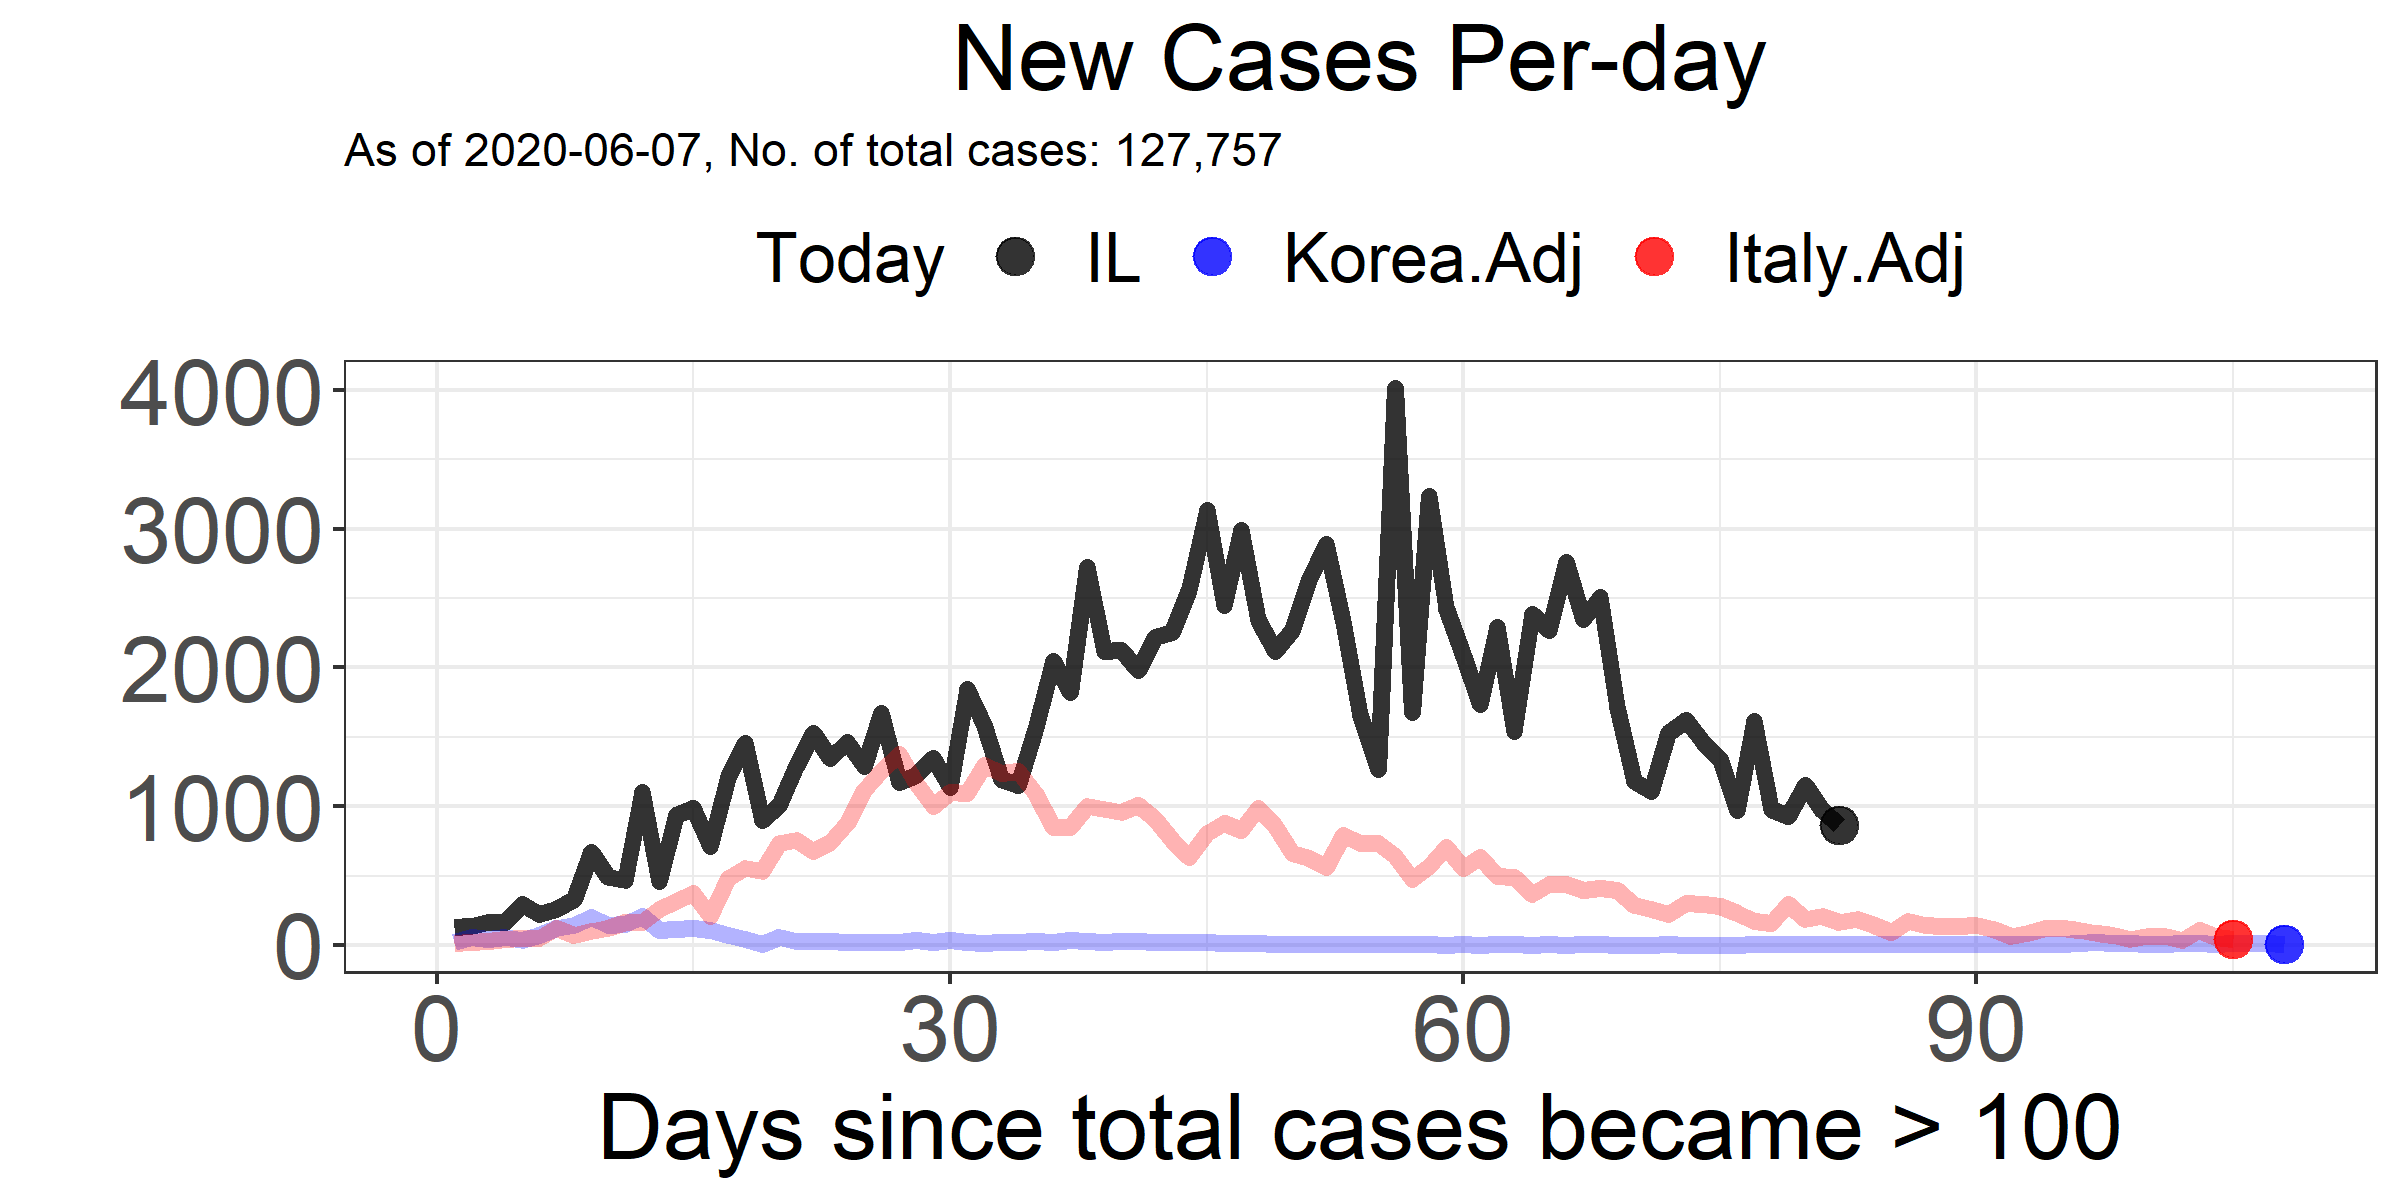 New Cases Per-day
As of 2020-06-07, No. of total cases: 127,757
Today IL Korea.Adj Italy.Adj
4000
3000
2000
1000
0
0 30 60 90
Days since total cases became > 100